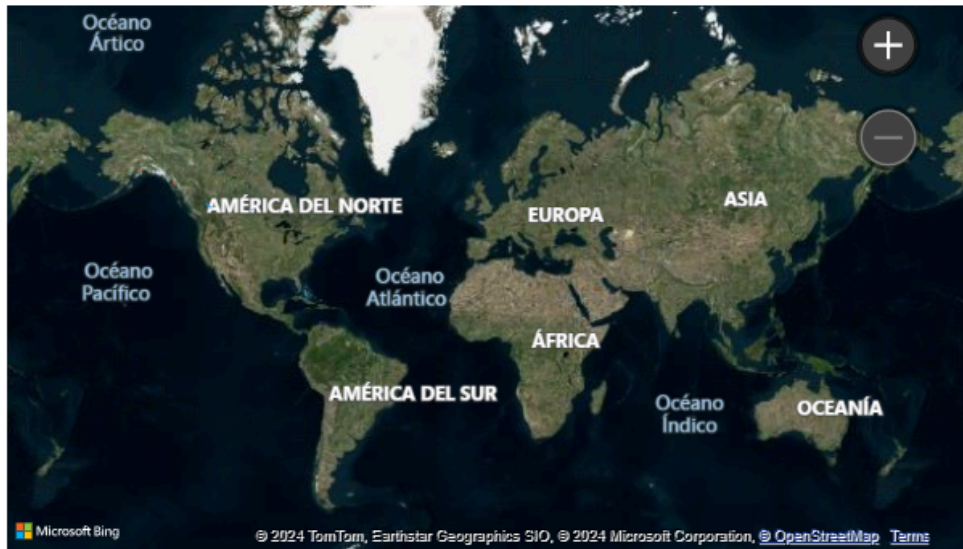 Océano
Ártico
AMÉRICA DEL NORTE
EUROPA
ASIA
Océano
Pacífico
Océano
Atlántico
ÁFRICA
AMÉRICA DEL SUR
Océano
Índico
OCEANÍA
Microsoft Bing
© 2024 TomTom, Earthstar Geographics SIO, © 2024 Microsoft Corporation, © OpenStreetMap Terms